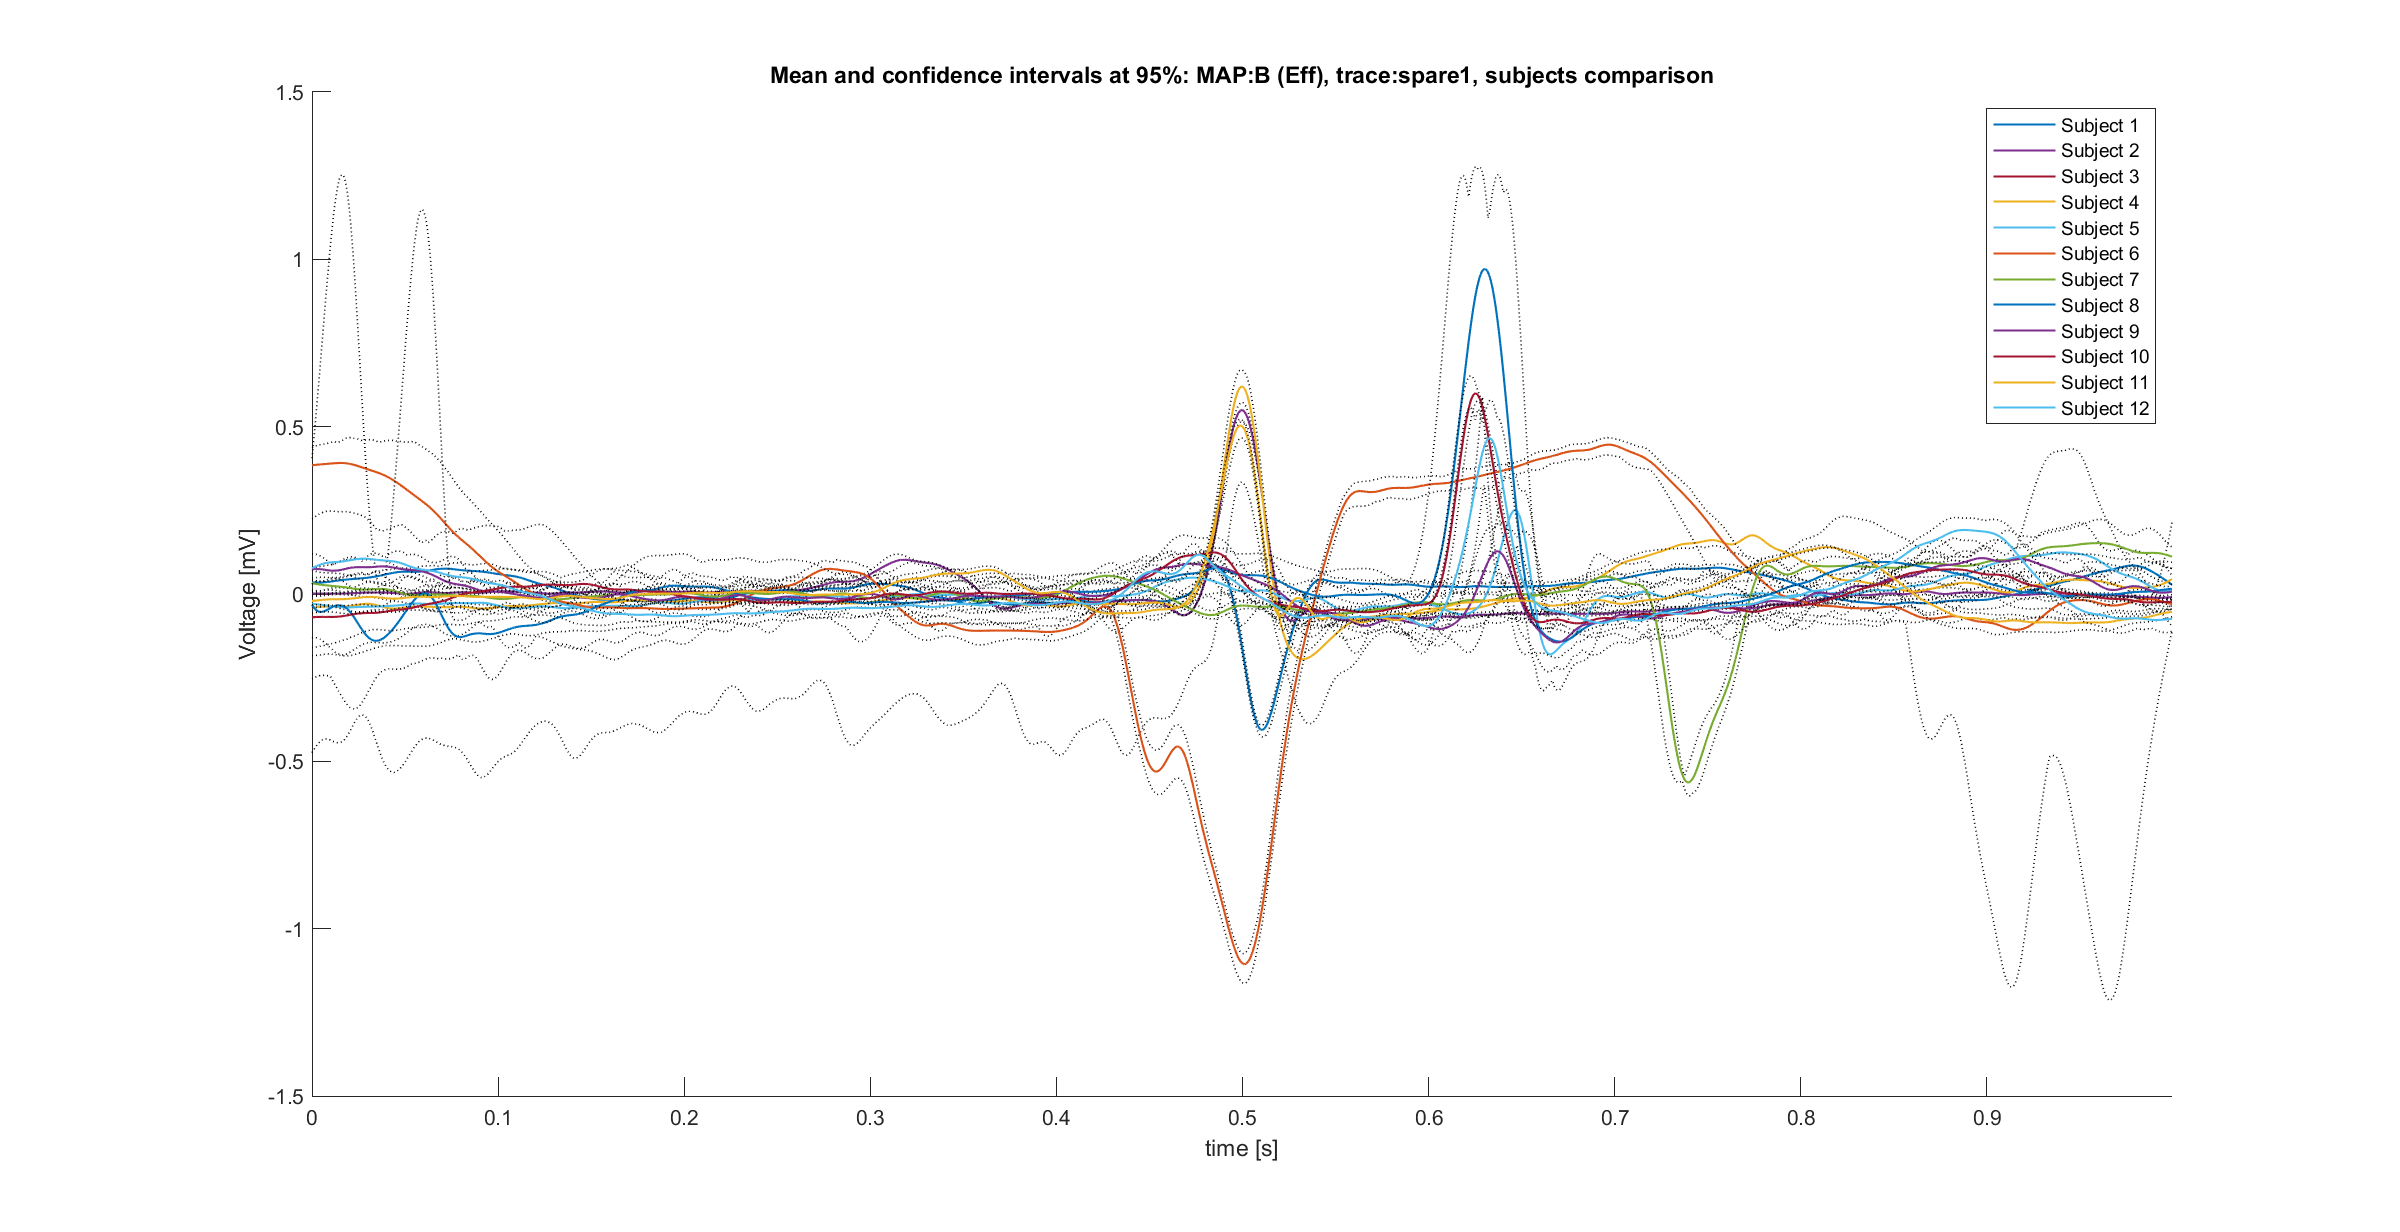 Mean and confidence intervals at 95%: MAP:B (Eff), trace:spare1, subjects comparison
1.5
1
0.5
0
-0.5
-1
-1.5
Voltage [mV]
0
0.1
0.2
0.3
0.4
0.5
0.6
0.7
0.8
0.9
time [s]
Subject 1
Subject 2
Subject 3
Subject 4
Subject 5
Subject 6
Subject 7
Subject 8
Subject 9
Subject 10
Subject 11
Subject 12